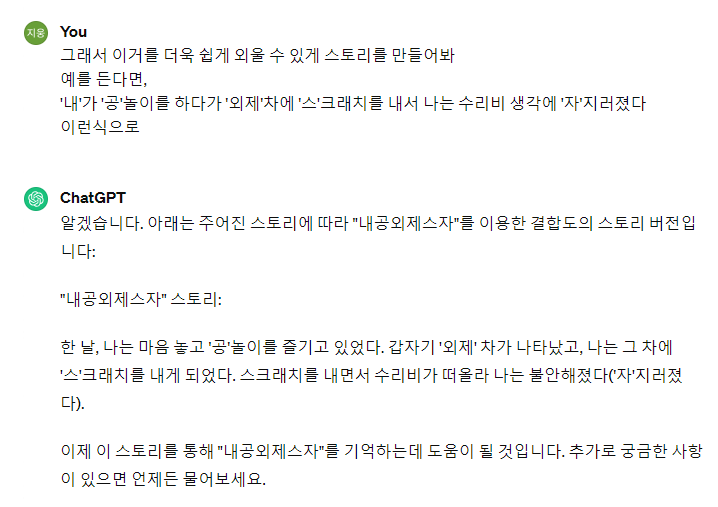 지웅
You
그래서 이거를 더욱 쉽게 외울 수 있게 스토리를 만들어봐
예를 든다면,
'내'가 '공'놀이를 하다가 '외제'차에 '스'크래치를 내서 나는 수리비 생각에 '자'지러졌다
이런식으로
ChatGPT
알겠습니다. 아래는 주어진 스토리에 따라 "내공외제스자"를 이용한 결합도의 스토리 버전입
니다:
"내공외제스자" 스토리:
한 날, 나는 마음 놓고 '공'놀이를 즐기고 있었다. 갑자기 '외제' 차가 나타났고, 나는 그 차에
'스'크래치를 내게 되었다. 스크래치를 내면서 수리비가 떠올라 나는 불안해졌다('자'지러졌
다).
이제 이 스토리를 통해 "내공외제스자"를 기억하는데 도움이 될 것입니다. 추가로 궁금한 사항
이 있으면 언제든 물어보세요.